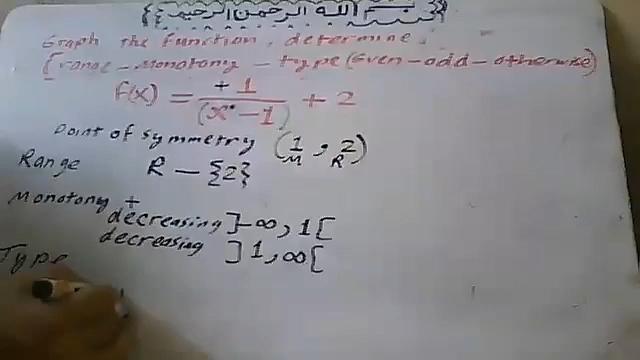 بسم الله الرحمن الرحيم
Graph the function, determine
[range - Monotony - type (Even - odd - otherwise)
f(x) = +1/(x - 1) + 2
Point of symmetry (1, 2)
M R
Range R - {2}
Monotony +
decreasing ]-∞, 1[
decreasing ]1, ∞[
Type